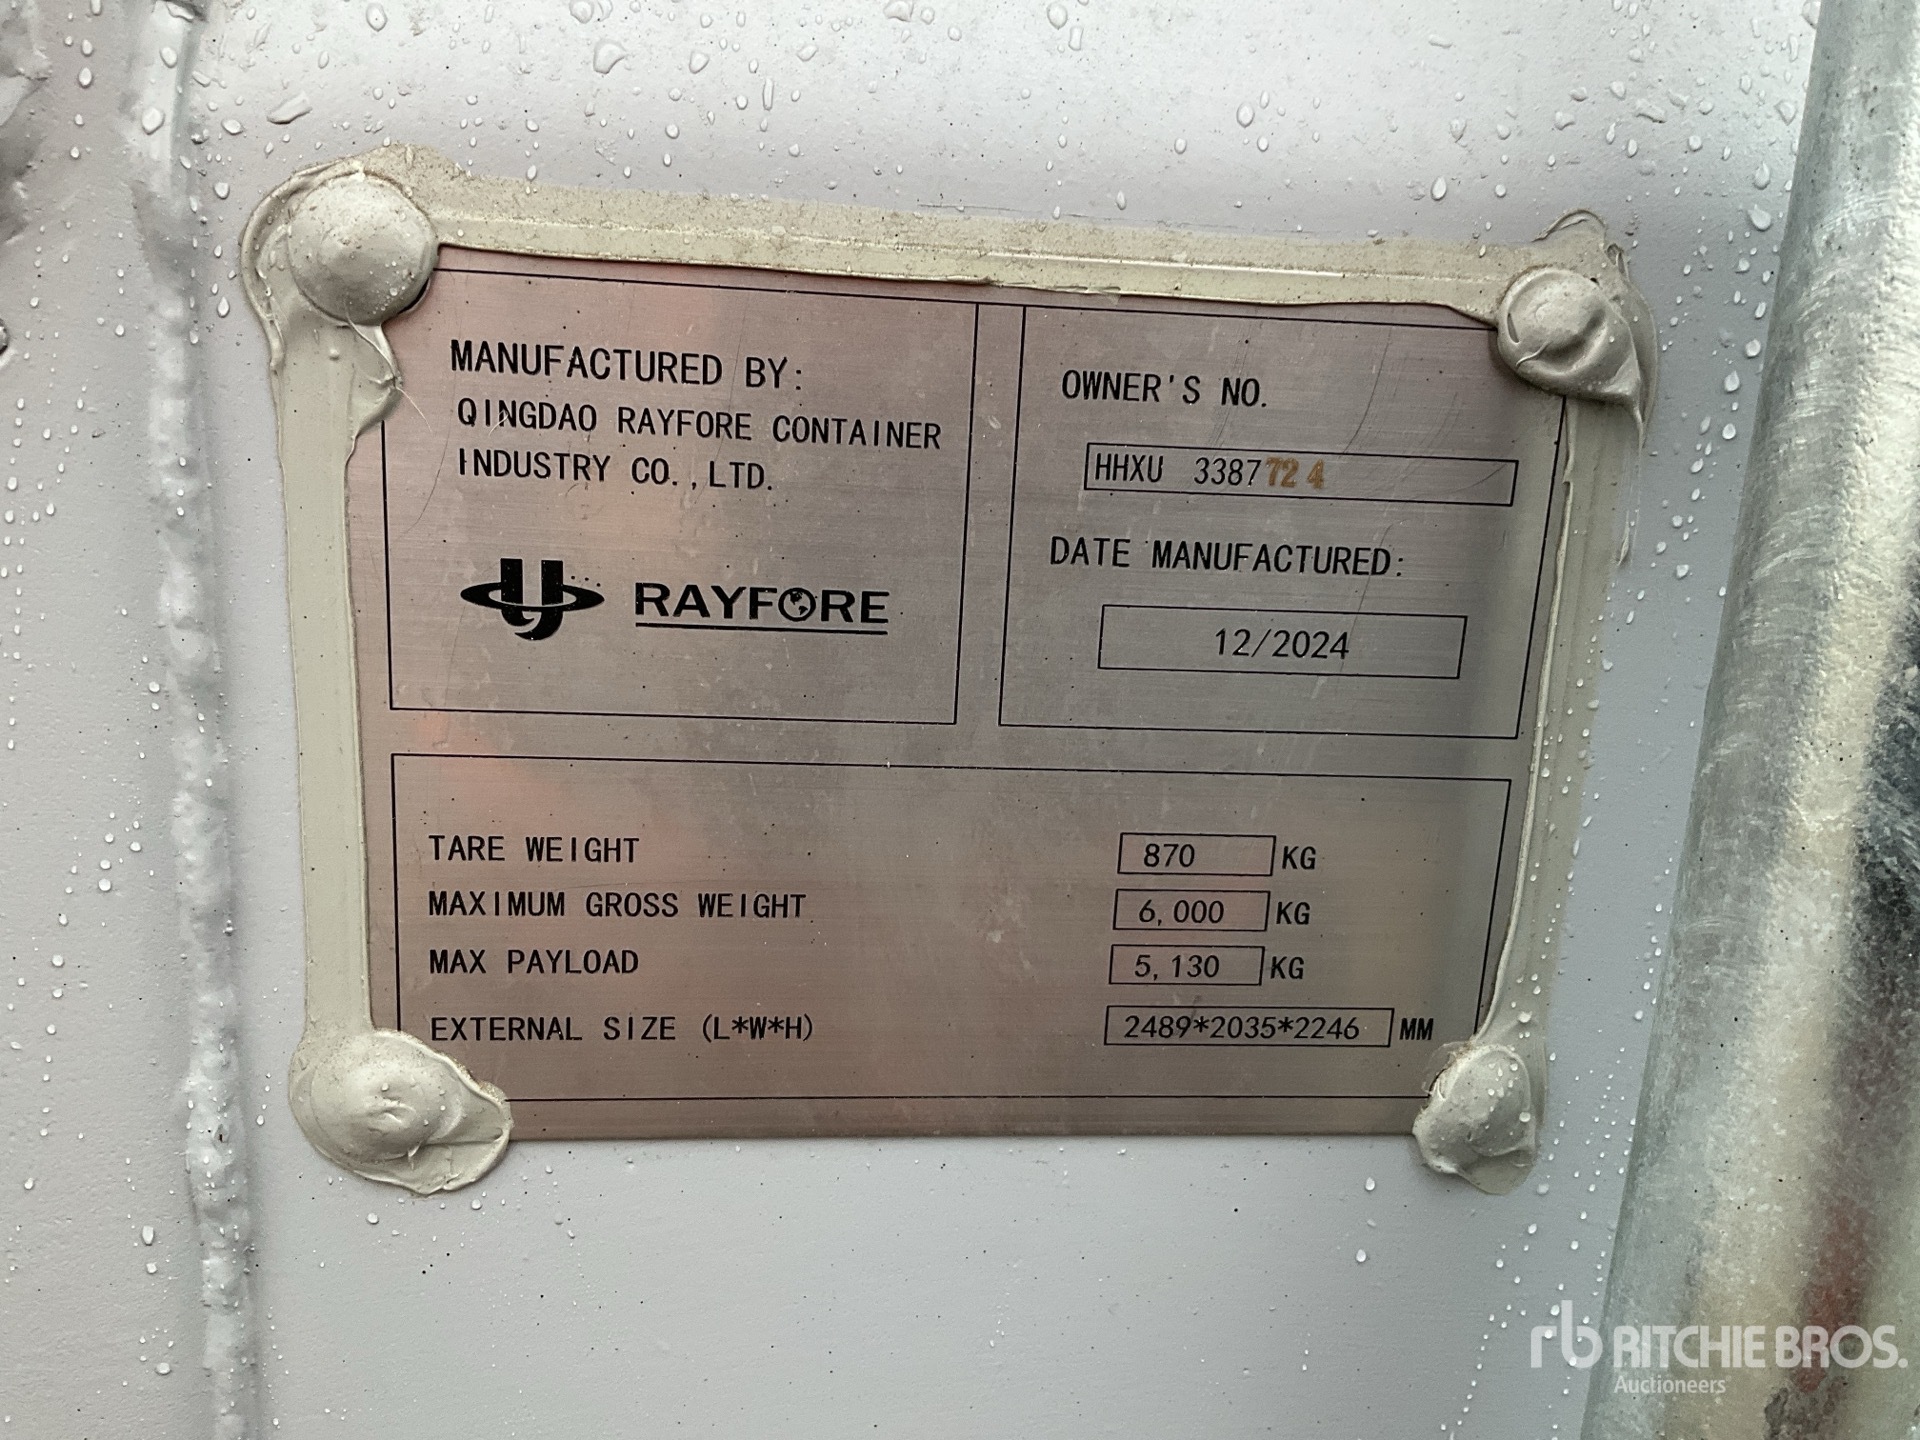 MANUFACTURED BY:
QINGDAO RAYFORE CONTAINER
INDUSTRY CO.,LTD.
RAYFORE
OWNER'S NO.
HHXU 3387724
DATE MANUFACTURED:
12/2024
TARE WEIGHT 870 KG
MAXIMUM GROSS WEIGHT 6,000 KG
MAX PAYLOAD 5,130 KG
EXTERNAL SIZE (L*W*H) 2489*2035*2246 MM
rb RITCHIE BROS.
Auctioneers